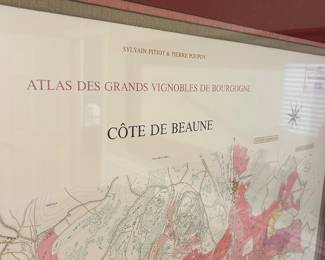 SYLVAIN PITIOT & PIERRE POUPON
ATLAS DES GRANDS VIGNOBLES DE BOURGOGNE
CÔTE DE BEAUNE